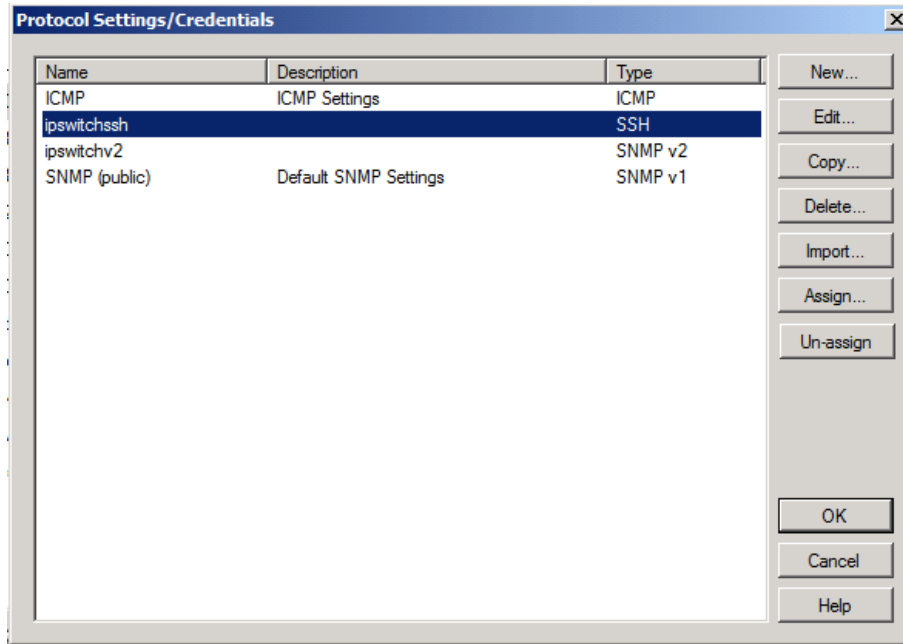 Protocol Settings/Credentials
Name Description Type
ICMP ICMP Settings ICMP
ipswitchssh SSH
ipswitchv2 SNMP v2
SNMP (public) Default SNMP Settings SNMP v1
New...
Edit...
Copy...
Delete...
Import...
Assign...
Un-assign
OK
Cancel
Help